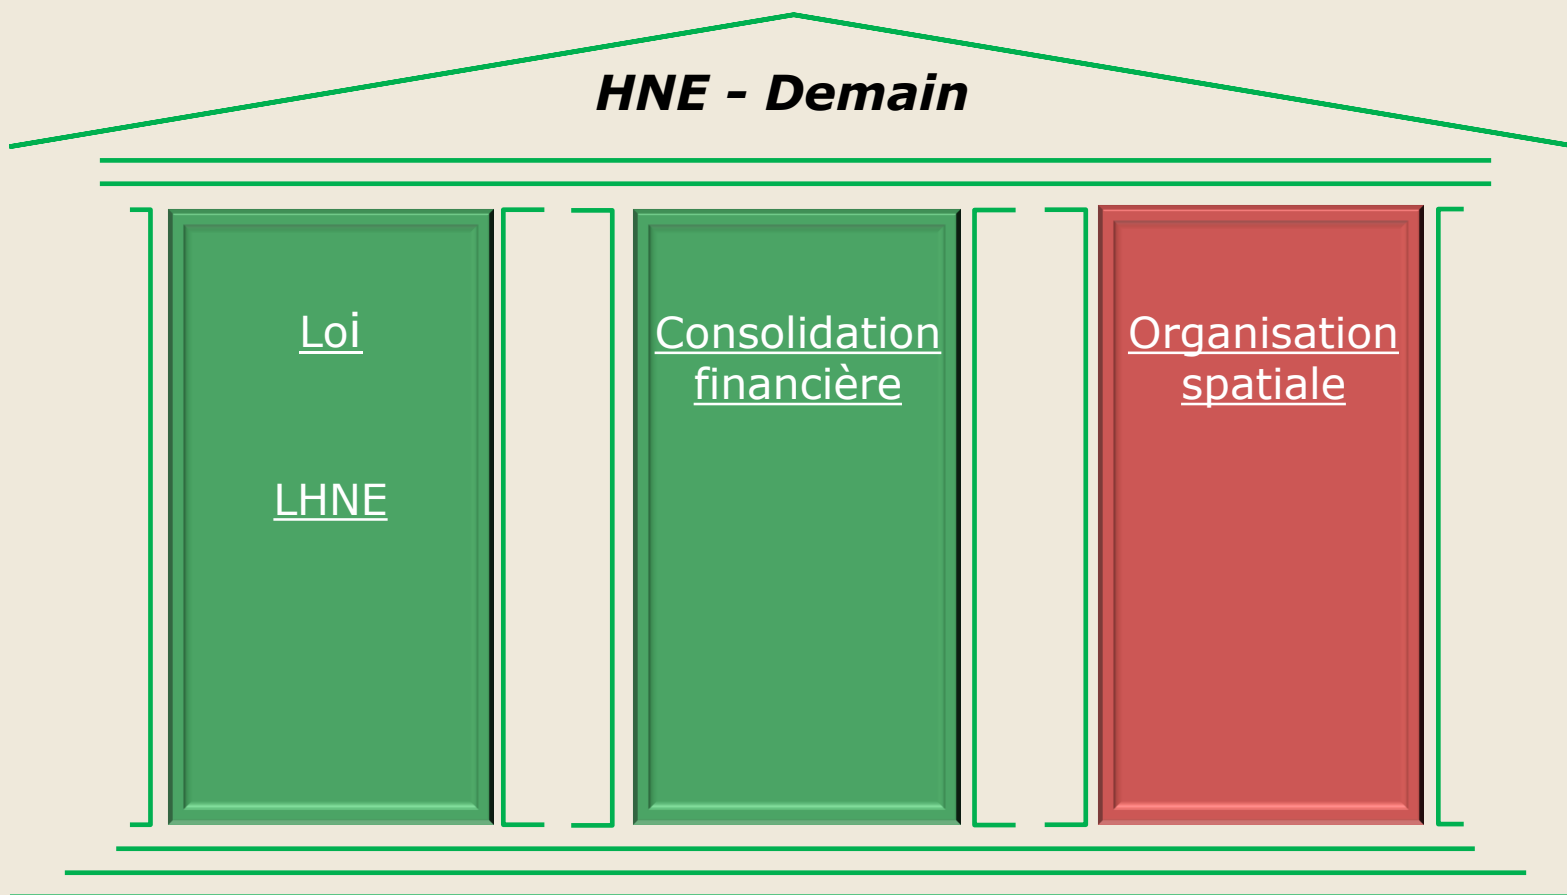 HNE – Demain
Loi
LHNE
Consolidation
financière
Organisation
spatiale